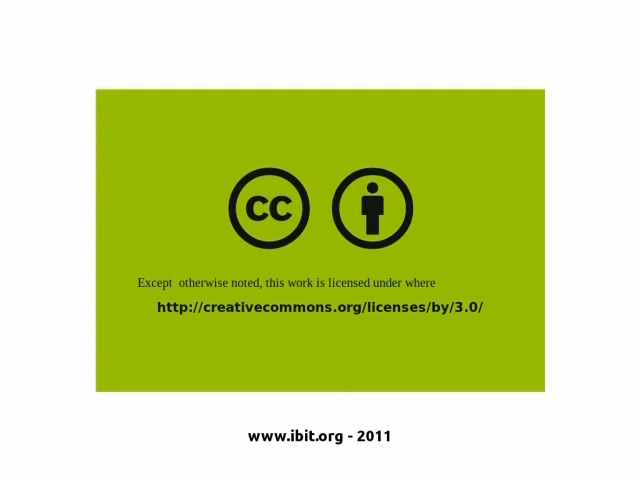 cc
Except otherwise noted, this work is licensed under where
http://creativecommons.org/licenses/by/3.0/
www.ibit.org - 2011